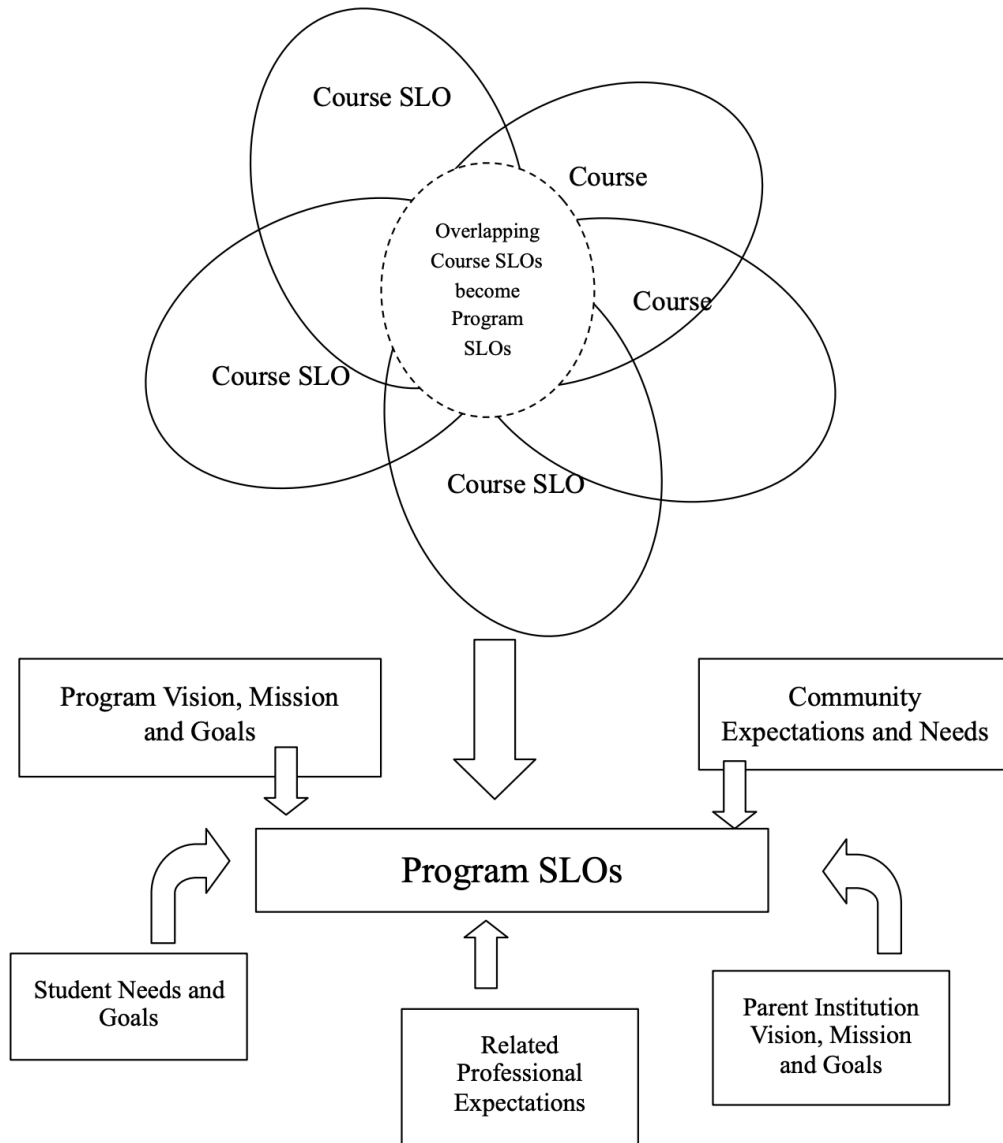 Course SLO
Course
Overlapping
Course SLOs
become
Program
SLOs
Course
Course SLO
Course SLO
Program Vision, Mission
and Goals
Community
Expectations and Needs
Program SLOs
Student Needs and
Goals
Related
Professional
Expectations
Parent Institution
Vision, Mission
and Goals